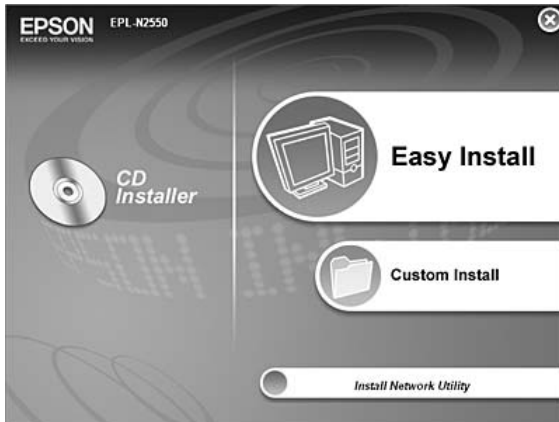 EPSON
EXCEED YOUR VISION
EPL-N2550
CD
Installer
Easy Install
Custom Install
Install Network Utility